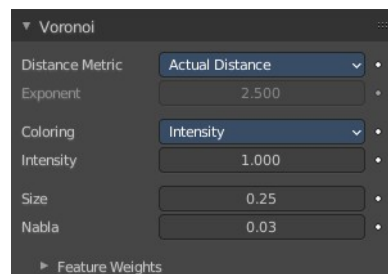 Voronoi
Distance Metric Actual Distance
Exponent 2.500
Coloring Intensity
Intensity 1.000
Size 0.25
Nabla 0.03
Feature Weights